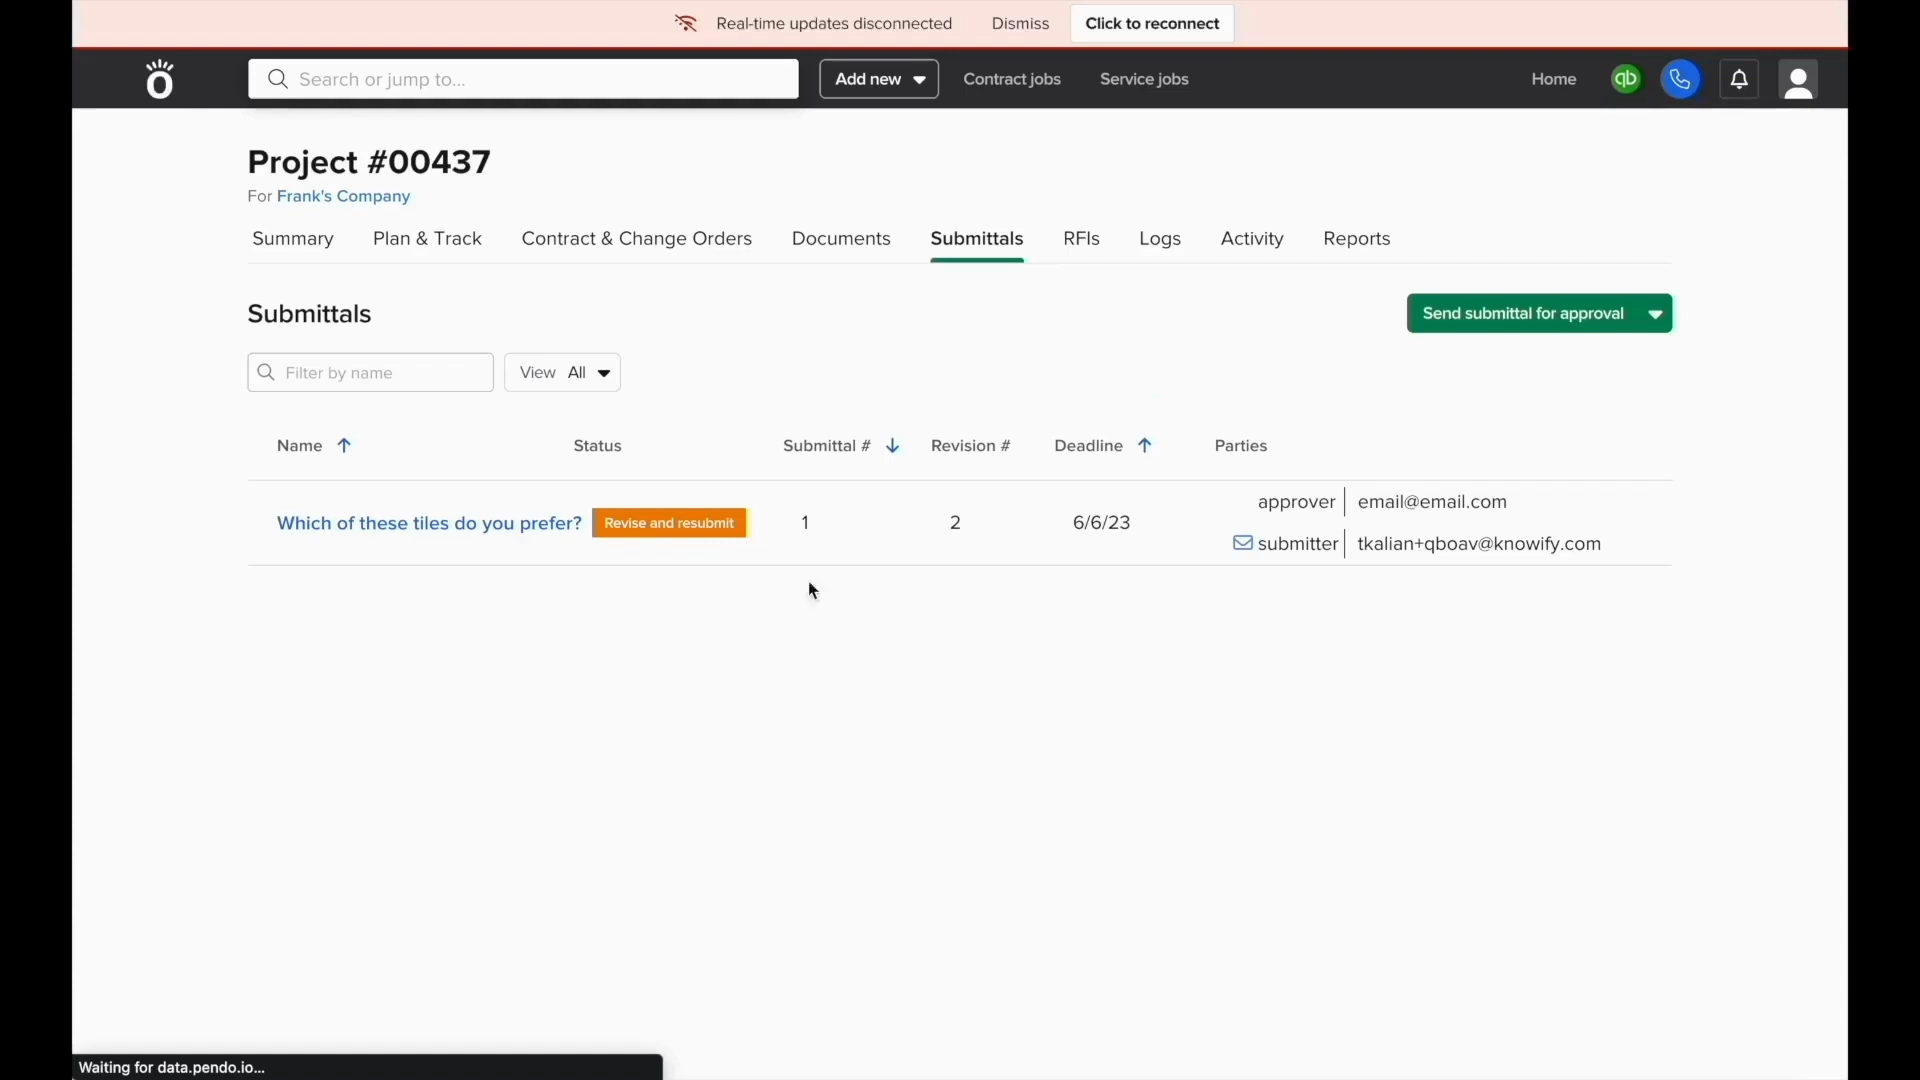 Real-time updates disconnected Dismiss Click to reconnect
Search or jump to... Add new Contract jobs Service jobs Home qb
Project #00437
For Frank's Company
Summary Plan & Track Contract & Change Orders Documents Submittals RFIs Logs Activity Reports
Submittals Send submittal for approval
Filter by name View All
Name Status Submittal # Revision # Deadline Parties
Which of these tiles do you prefer? Revise and resubmit 1 2 6/6/23
approver email@email.com
submitter tkalian+qboav@knowify.com
Waiting for data.pendo.io...